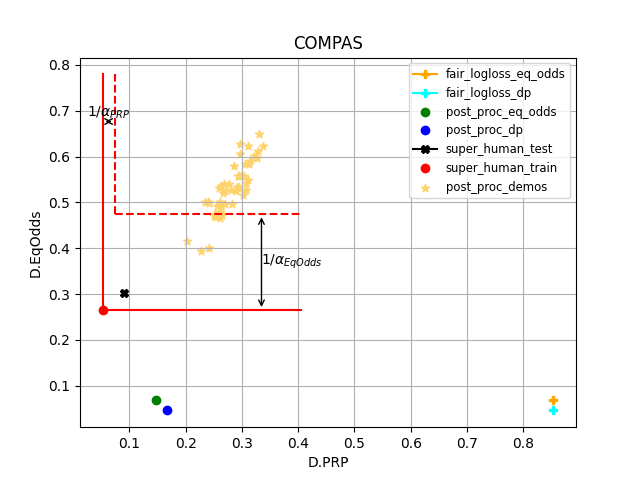 COMPAS
0.8
0.7
0.6
0.5
0.4
0.3
0.2
0.1
D.EqOdds
1/α_PRP
1/α_EqOdds
fair_logloss_eq_odds
fair_logloss_dp
post_proc_eq_odds
post_proc_dp
super_human_test
super_human_train
post_proc_demos
0.1 0.2 0.3 0.4 0.5 0.6 0.7 0.8
D.PRP